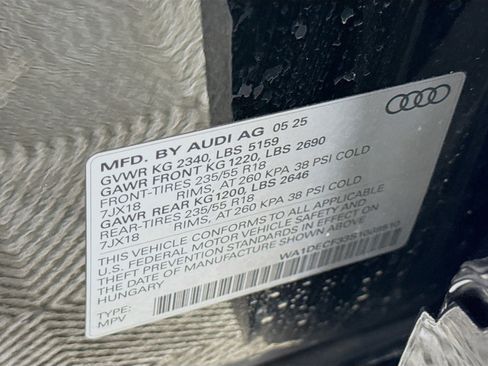 MFD. BY AUDI AG 05 25
GVWR KG 2340, LBS 5159
GAWR FRONT KG 1220, LBS 2690
FRONT-TIRES 235/55 R18
7JX18 RIMS, AT 260 KPA 38 PSI COLD
GAWR REAR KG 1200, LBS 2646
REAR-TIRES 235/55 R18
7JX18 RIMS, AT 260 KPA 38 PSI COLD
THIS VEHICLE CONFORMS TO ALL APPLICABLE
U.S. FEDERAL MOTOR VEHICLE SAFETY AND
THEFT PREVENTION STANDARDS IN EFFECT ON
THE DATE OF MANUFACTURE SHOWN ABOVE
HUNGARY
TYPE:
MPV